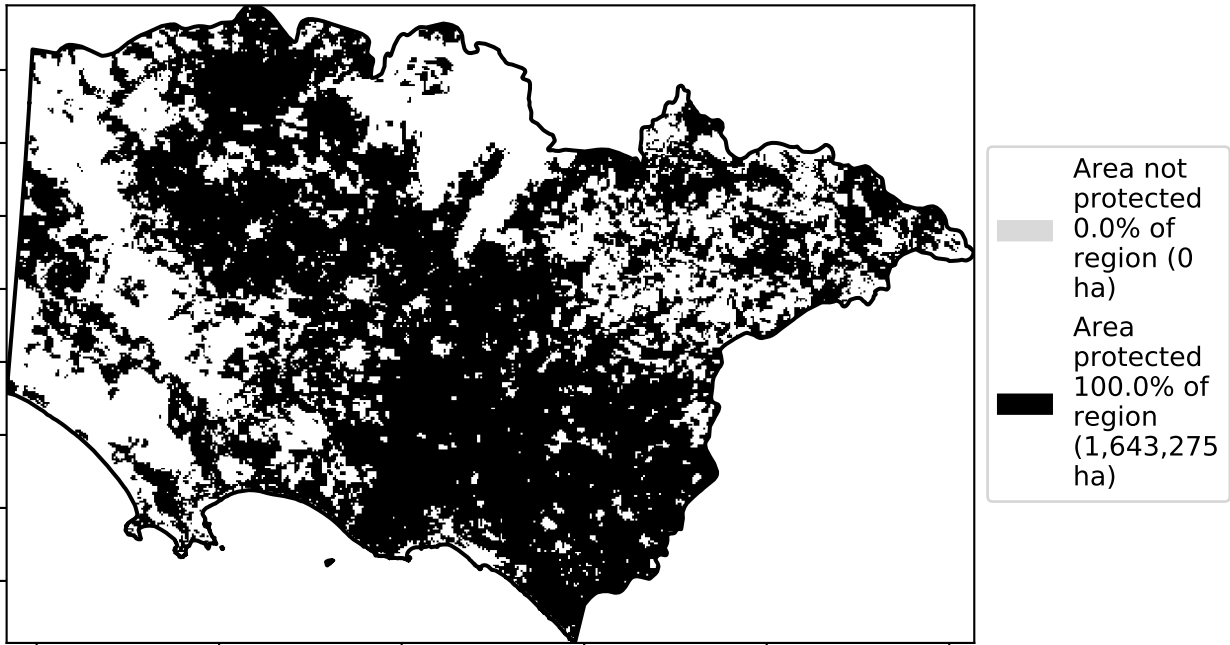 Area not
protected
0.0% of
region (0
ha)
Area
protected
100.0% of
region
(1,643,275
ha)